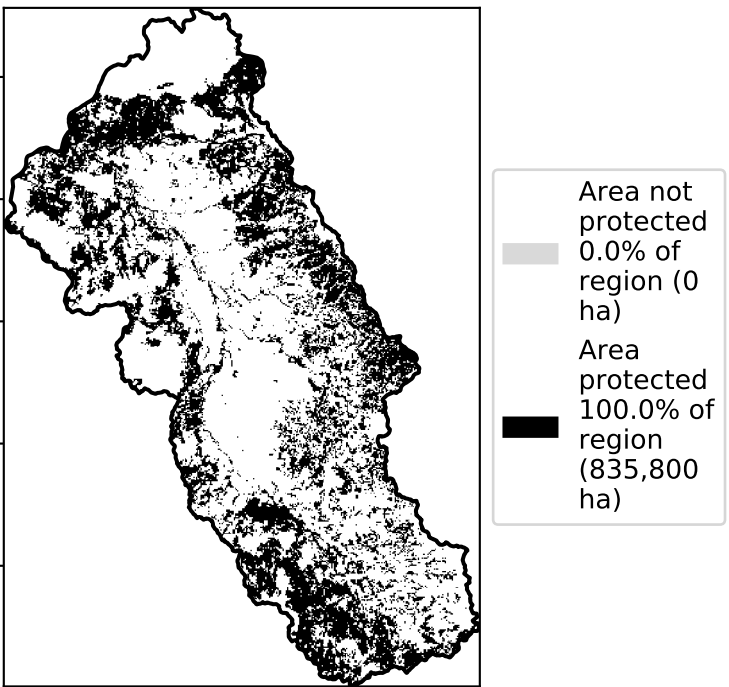 Area not
protected
0.0% of
region (0
ha)
Area
protected
100.0% of
region
(835,800
ha)